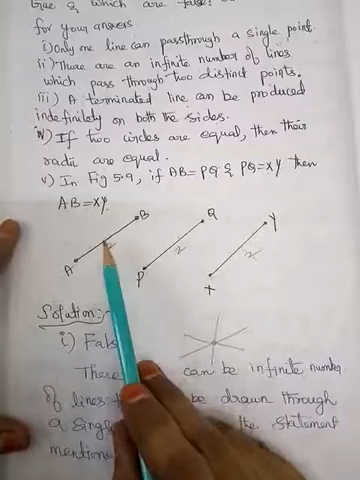 true & which are false?
for your answers
i) Only one line can pass through a single point.
ii) There are an infinite number of lines
which pass through two distinct points.
iii) A terminated line can be produced
indefinitely on both the sides.
iv) If two circles are equal, then their
radii are equal.
v) In Fig 5.9, if AB=PQ & PQ=XY then
AB=XY.
A B P Q X Y
Solution:-
i)
There can be infinite number
of lines be drawn through
a the statement